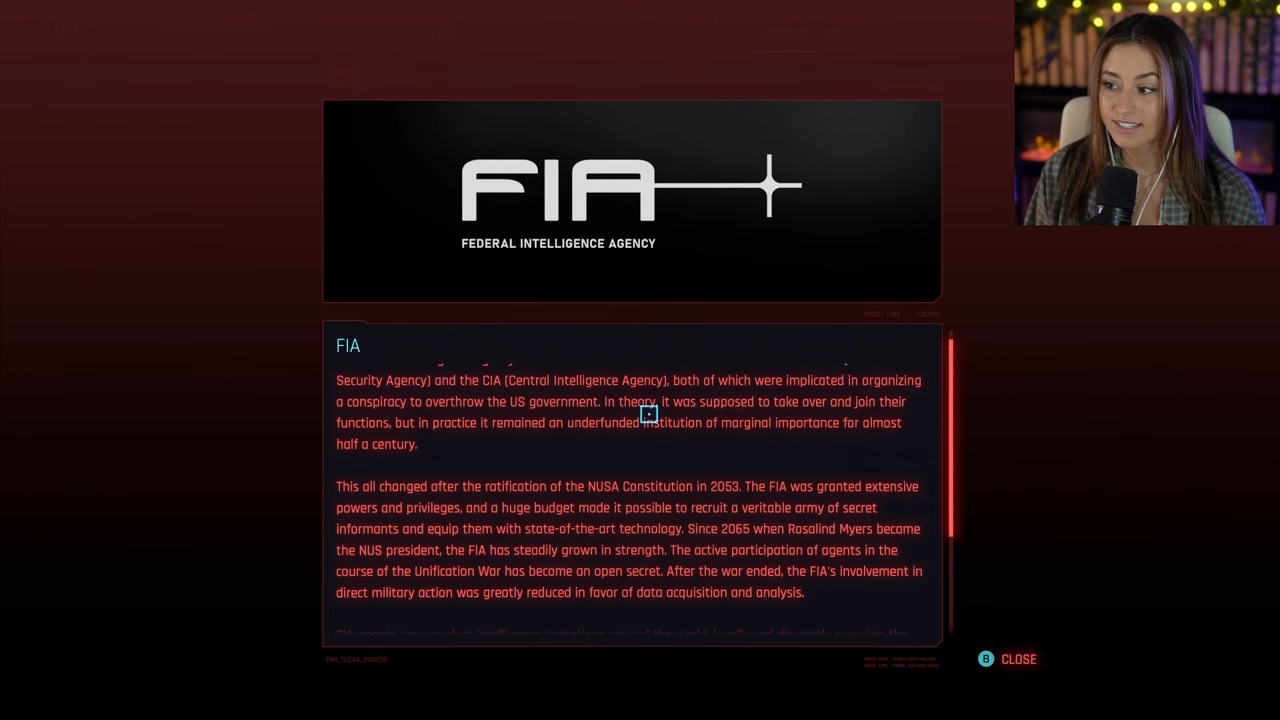 FIA
FEDERAL INTELLIGENCE AGENCY
FIA
Security Agency) and the CIA (Central Intelligence Agency), both of which were implicated in organizing
a conspiracy to overthrow the US government. In theory, it was supposed to take over and join their
functions, but in practice it remained an underfunded institution of marginal importance for almost
half a century.
This all changed after the ratification of the NUSA Constitution in 2053. The FIA was granted extensive
powers and privileges, and a huge budget made it possible to recruit a veritable army of secret
informants and equip them with state-of-the-art technology. Since 2065 when Rosalind Myers became
the NUS president, the FIA has steadily grown in strength. The active participation of agents in the
course of the Unification War has become an open secret. After the war ended, the FIA's involvement in
direct military action was greatly reduced in favor of data acquisition and analysis.
B CLOSE